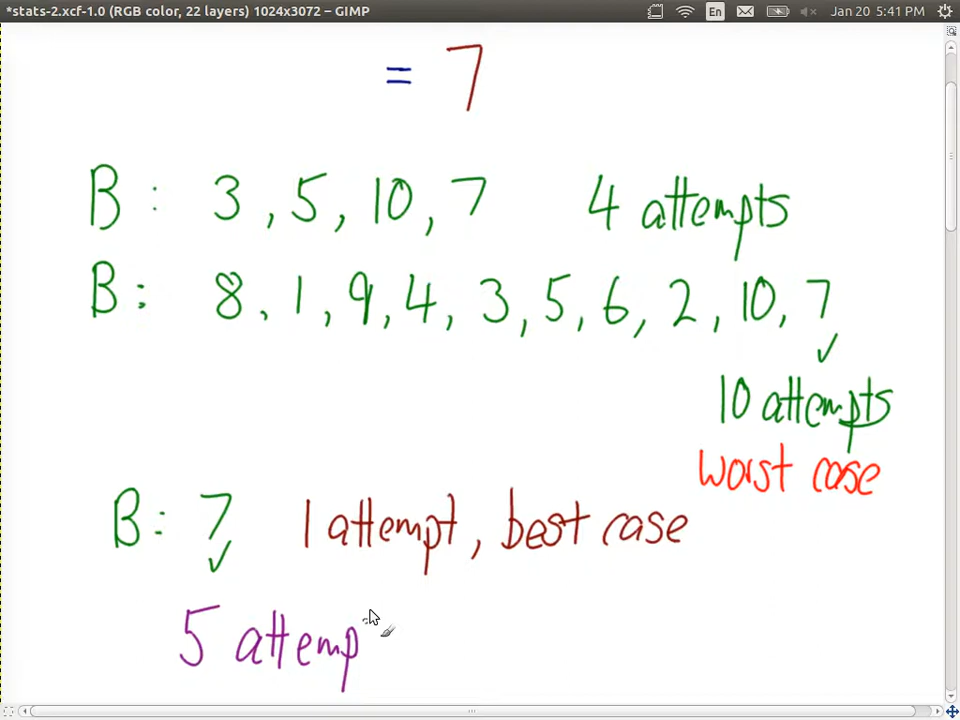 *stats-2.xcf-1.0 (RGB color, 22 layers) 1024x3072 – GIMP En Jan 20 5:41 PM
= 7
B: 3, 5, 10, 7 4 attempts
B: 8, 1, 9, 4, 3, 5, 6, 2, 10, 7
10 attempts
worst case
B: 7 1 attempt, best case
5 attemp